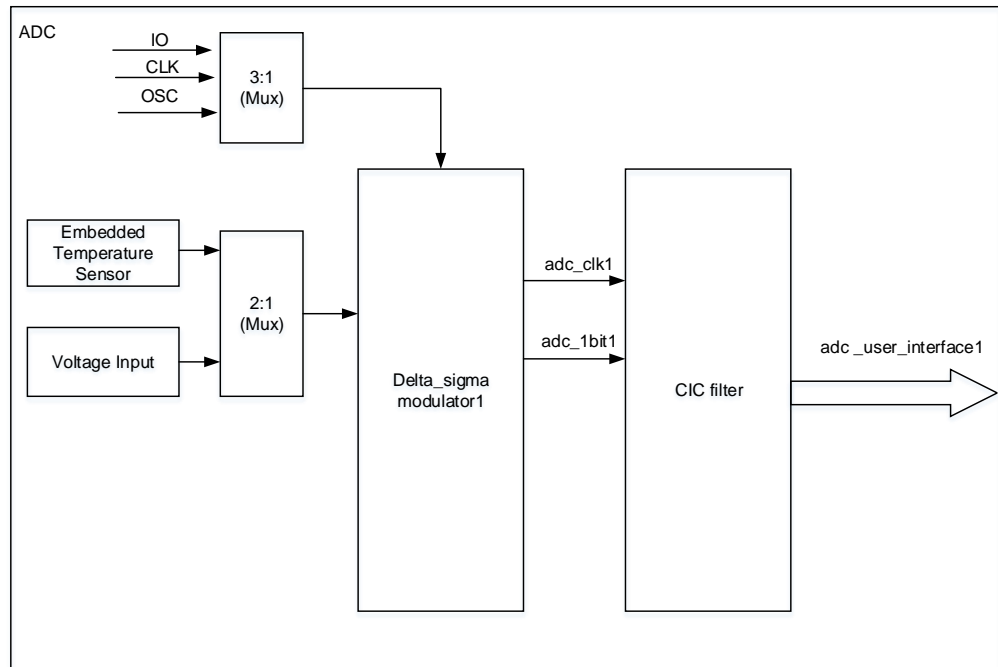 ADC
IO
CLK
OSC
3:1
(Mux)
Embedded
Temperature
Sensor
Voltage Input
2:1
(Mux)
Delta_sigma
modulator1
adc_clk1
adc_1bit1
CIC filter
adc _user_interface1